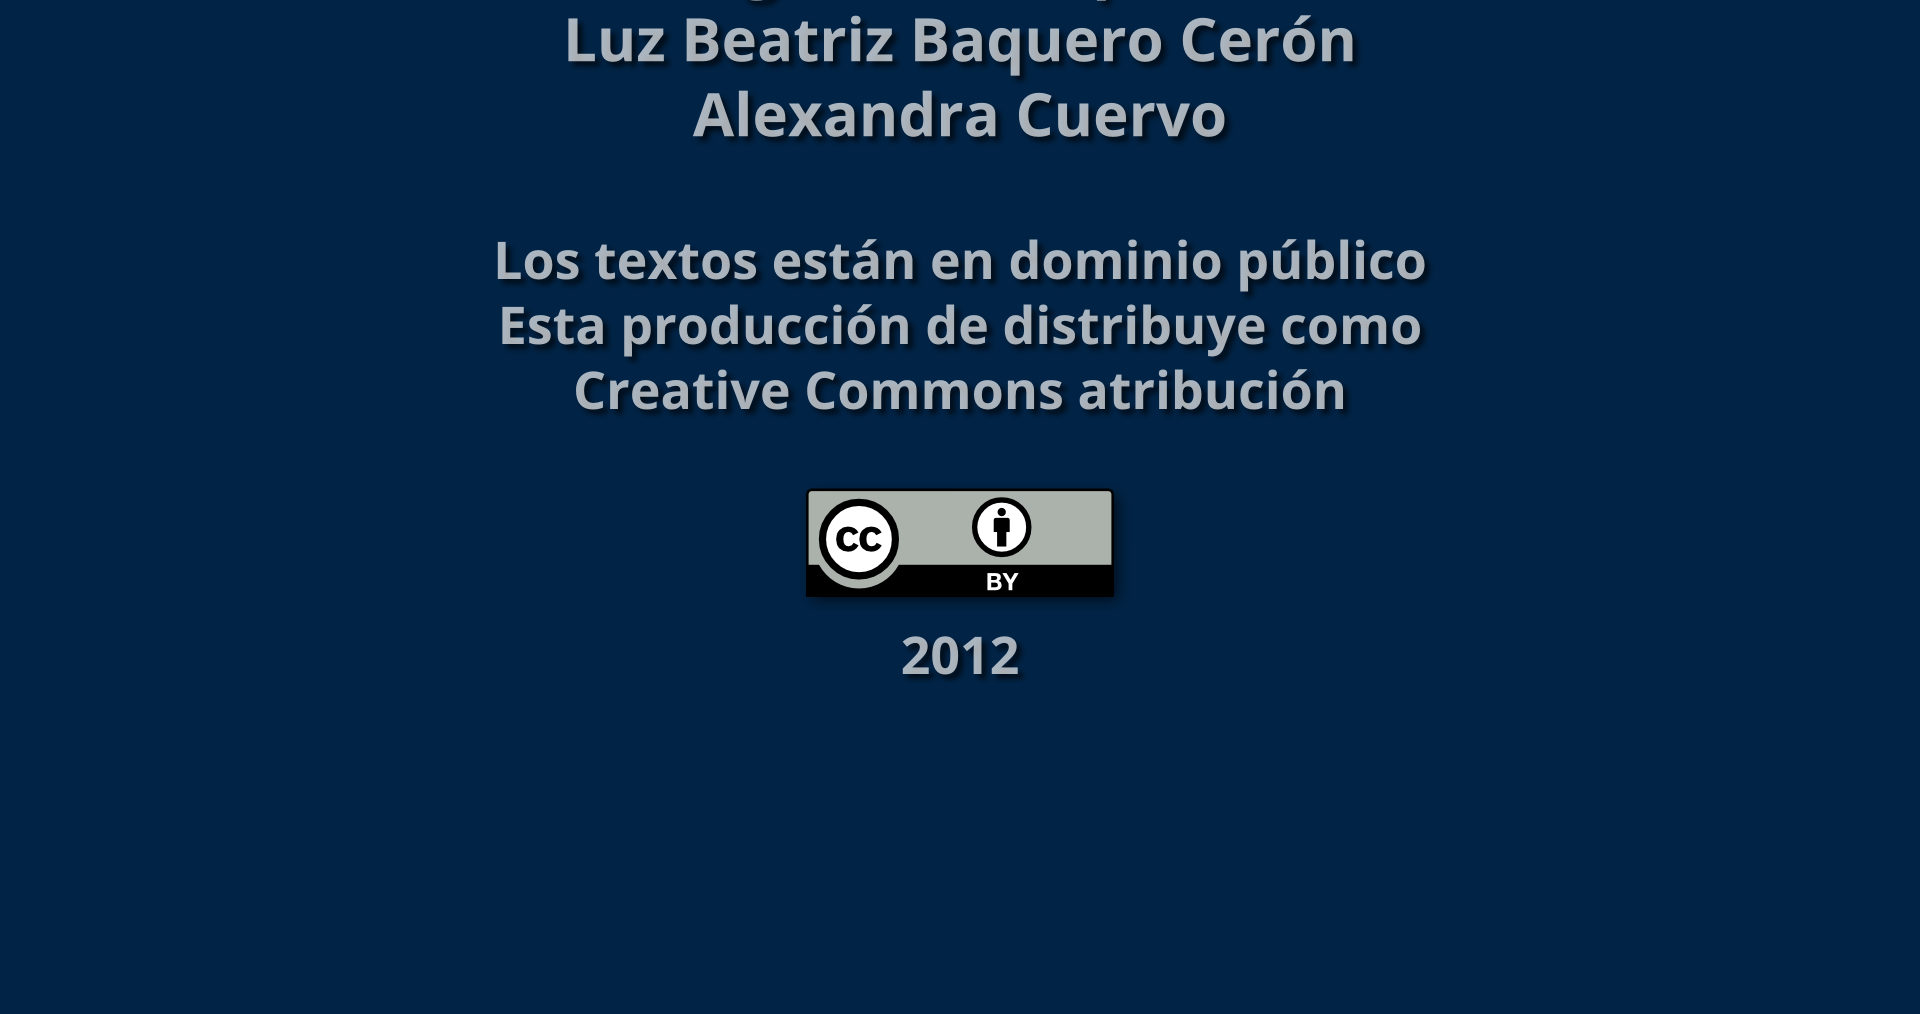 Luz Beatriz Baquero Cerón
Alexandra Cuervo
Los textos están en dominio público
Esta producción de distribuye como
Creative Commons atribución
CC
BY
2012